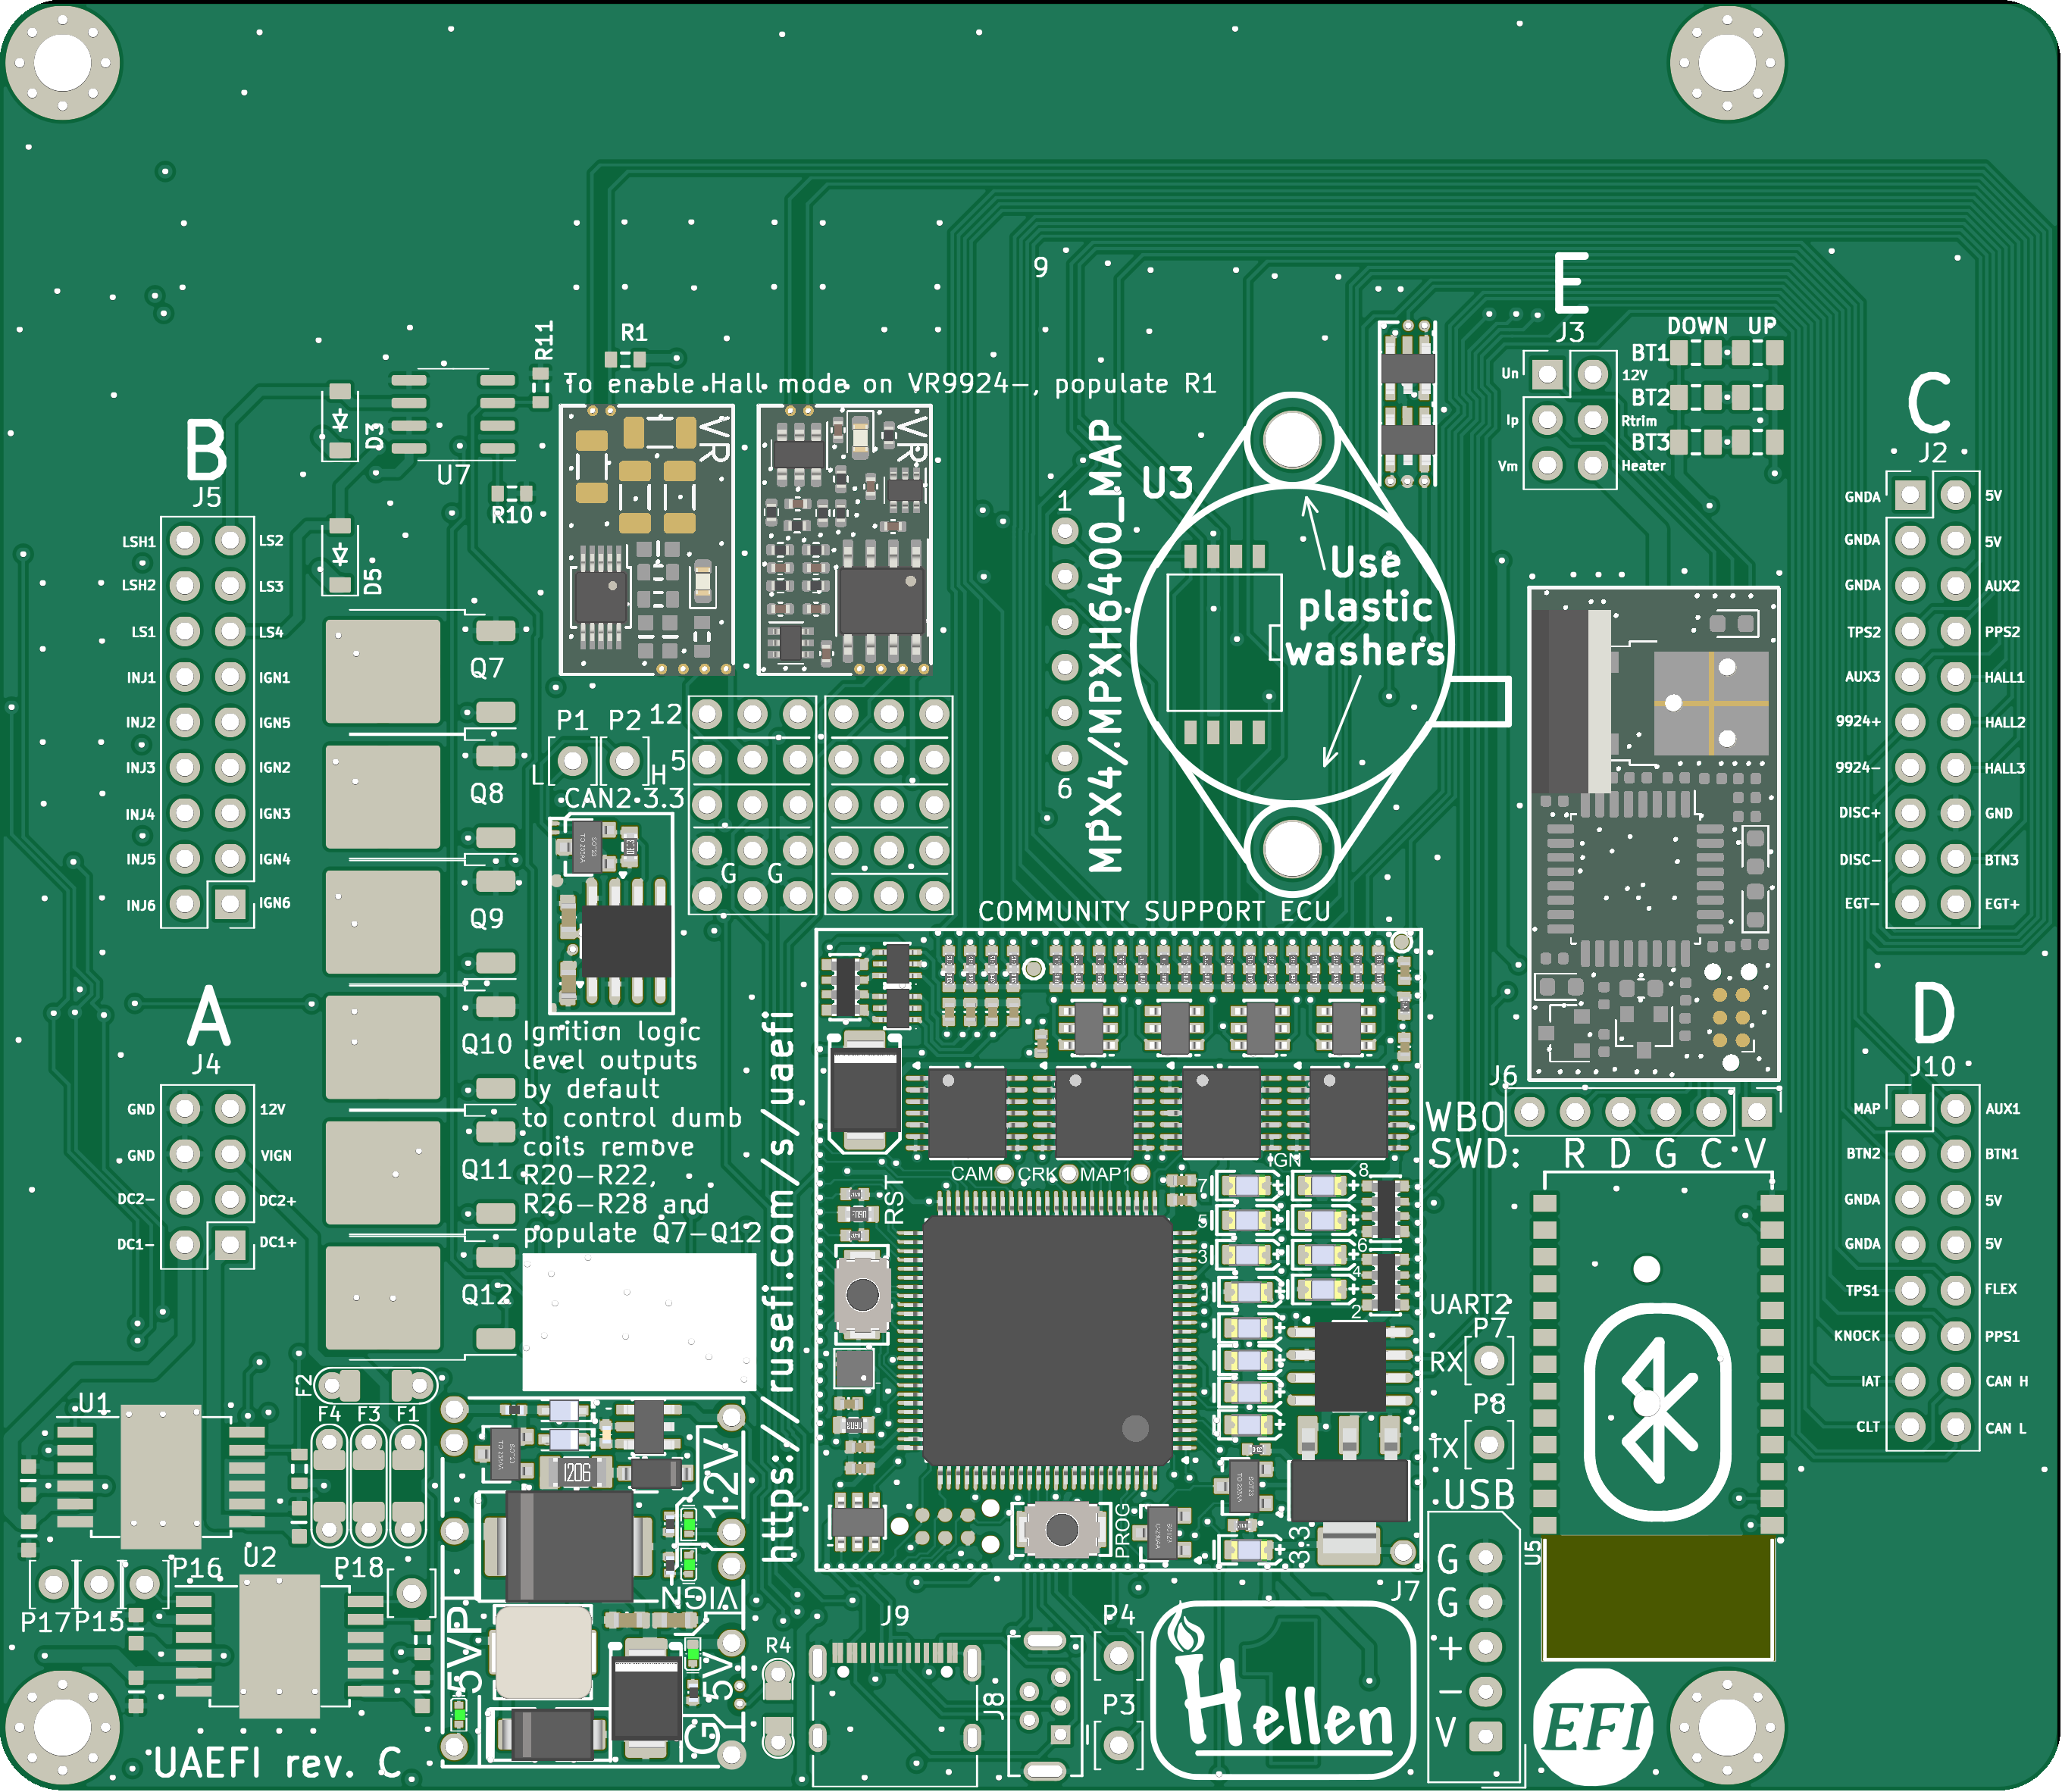 9
E
J3
DOWN UP
BT1
BT2
BT3
Un
12V
Ip
Rtrim
Vm
Heater
R11
R1
To enable Hall mode on VR9924-, populate R1
VR
VR
D3
U7
R10
D5
B
J5
LSH1
LS2
LSH2
LS3
LS1
LS4
INJ1
IGN1
INJ2
IGN5
INJ3
IGN2
INJ4
IGN3
INJ5
IGN4
INJ6
IGN6
Q7
Q8
Q9
Q10
Q11
Q12
P1
P2
L
H
CAN2
12
5
3.3
G
G
1
6
MPX4/MPXH6400_MAP
U3
Use
plastic
washers
C
J2
GNDA
5V
GNDA
5V
GNDA
AUX2
TPS2
PPS2
AUX3
HALL1
9924+
HALL2
9924-
HALL3
DISC+
GND
DISC-
BTN3
EGT-
EGT+
COMMUNITY SUPPORT ECU
A
J4
GND
12V
GND
VIGN
DC2-
DC2+
DC1-
DC1+
Ignition logic
level outputs
by default
to control dumb
coils remove
R20-R22,
R26-R28 and
populate Q7-Q12
https://rusefi.com/s/uaefi
CAM
CRK
MAP1
IGN
RST
8
7
5
3
6
4
1
2
PROG
3.3
J6
WBO
SWD: R D G C V
D
J10
MAP
AUX1
BTN2
BTN1
GNDA
5V
GNDA
5V
TPS1
FLEX
KNOCK
PPS1
IAT
CAN H
CLT
CAN L
UART2
P7
RX
P8
TX
USB
U5
J7
G
G
+
-
V
F2
F4
F3
F1
U1
U2
P17
P15
P16
P18
1206
12V
VIGN
5VP
5V
G
R4
J9
J8
P4
P3
Hellen
1
EFI
UAEFI rev. C